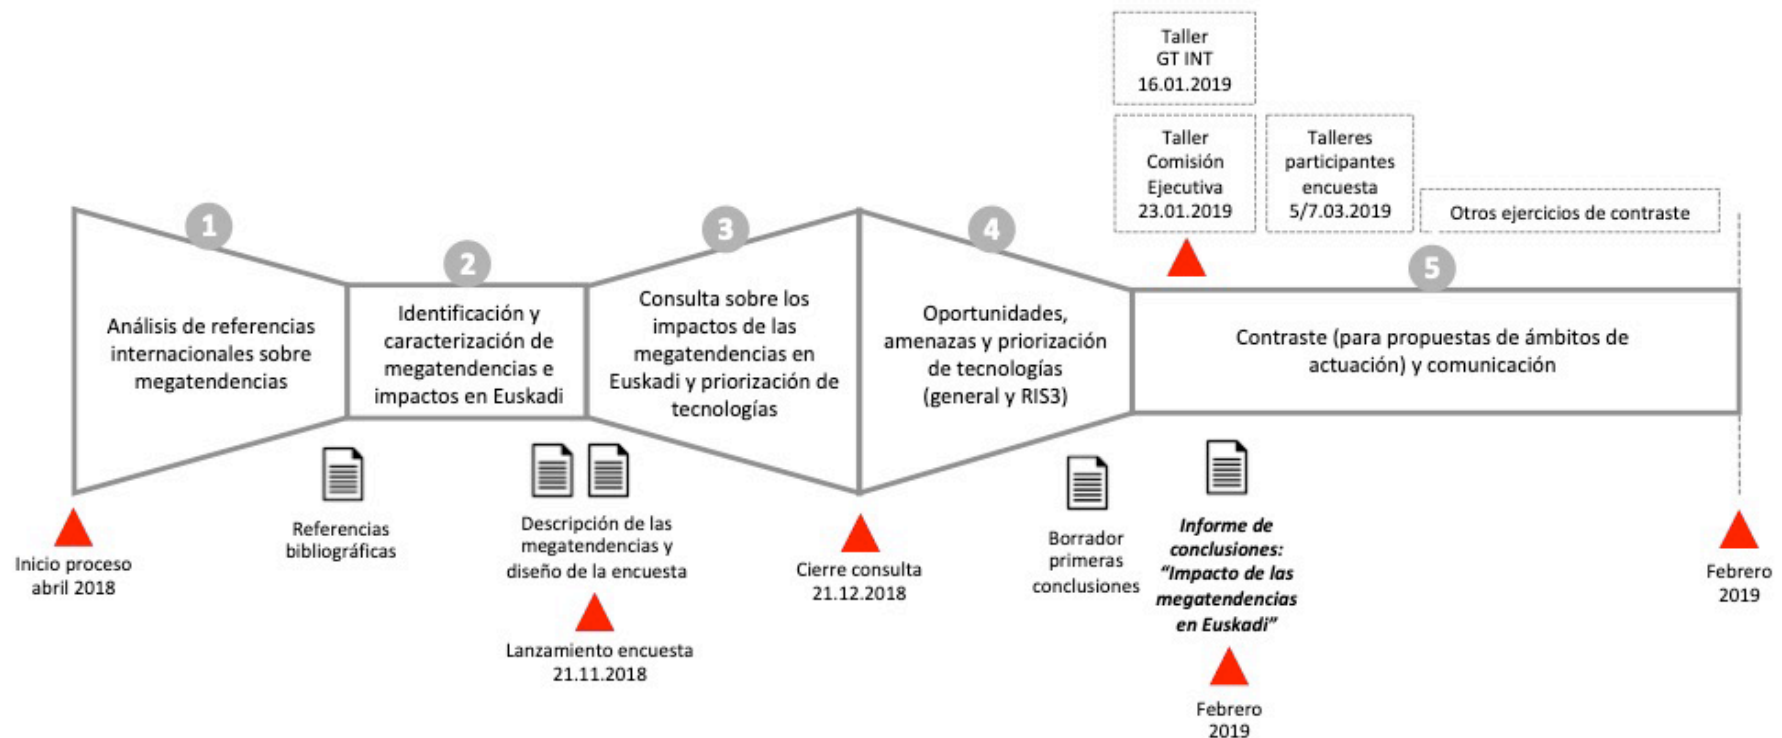 Taller
GT INT
16.01.2019
Taller
Comisión
Ejecutiva
23.01.2019
Talleres
participantes
encuesta
5/7.03.2019
Otros ejercicios de contraste
1
Análisis de referencias
internacionales sobre
megatendencias
2
Identificación y
caracterización de
megatendencias e
impactos en Euskadi
3
Consulta sobre los
impactos de las
megatendencias en
Euskadi y priorización de
tecnologías
4
Oportunidades,
amenazas y priorización
de tecnologías
(general y RIS3)
5
Contraste (para propuestas de ámbitos de
actuación) y comunicación
Inicio proceso
abril 2018
Referencias
bibliográficas
Descripción de las
megatendencias y
diseño de la encuesta
Lanzamiento encuesta
21.11.2018
Cierre consulta
21.12.2018
Borrador
primeras
conclusiones
Informe de
conclusiones:
“Impacto de las
megatendencias
en Euskadi”
Febrero
2019
Febrero
2019